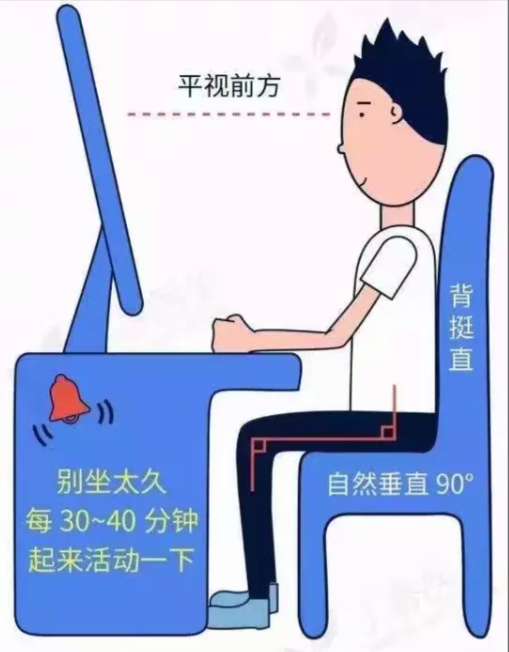 平视前方
背挺直
自然垂直 90°
别坐太久
每 30~40 分钟
起来活动一下